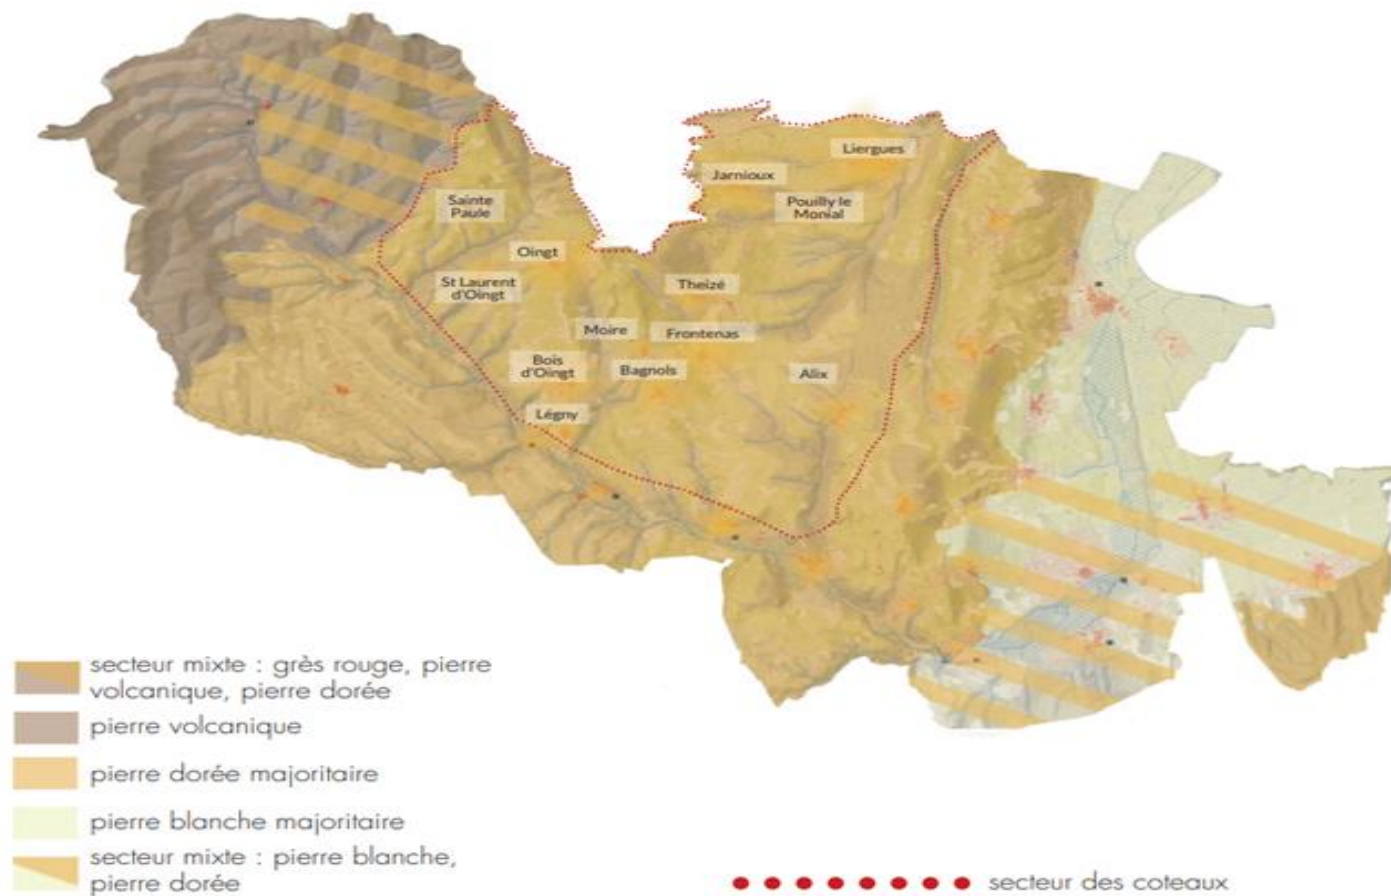 Liergues
Jarnioux
Sainte
Paule
Pouilly le
Monial
Oingt
St Laurent
d'Oingt
Theizé
Moire
Frontenas
Bois
d'Oingt
Bagnols
Alix
Légny
secteur mixte : grès rouge, pierre
volcanique, pierre dorée
pierre volcanique
pierre dorée majoritaire
pierre blanche majoritaire
secteur mixte : pierre blanche,
pierre dorée
secteur des coteaux